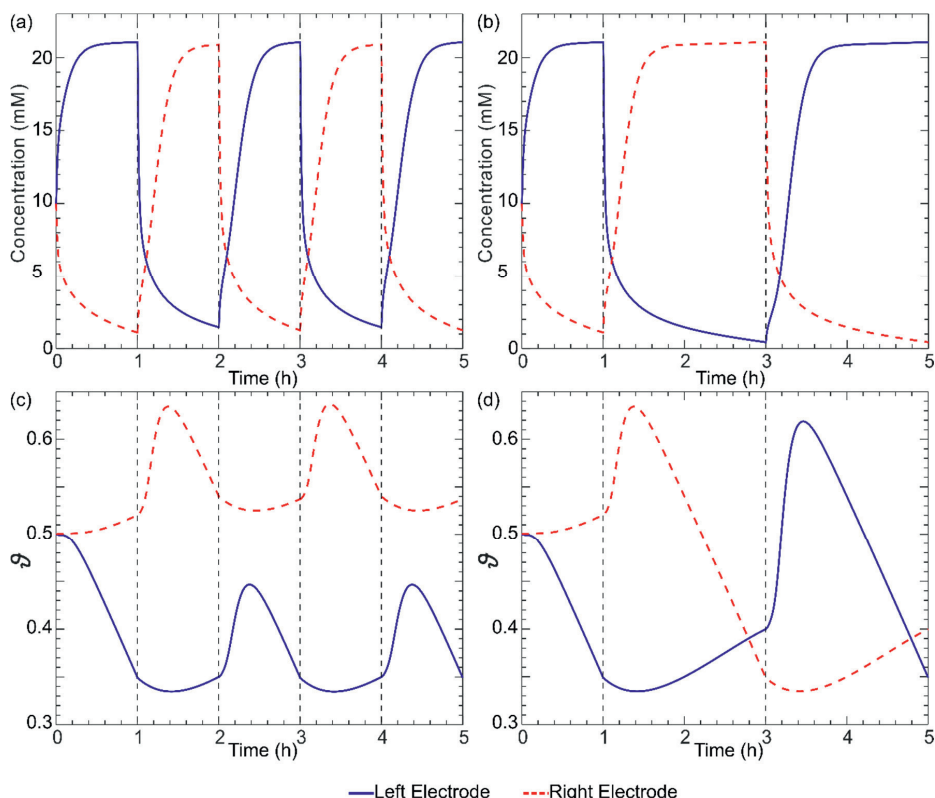 (a)
(b)
20
15
10
5
0
Concentration (mM)
0 1 2 3 4 5
Time (h)
20
15
10
5
0
Concentration (mM)
0 1 2 3 4 5
Time (h)
(c)
(d)
0.6
0.5
0.4
0.3
ϑ
0 1 2 3 4 5
Time (h)
0.6
0.5
0.4
0.3
ϑ
0 1 2 3 4 5
Time (h)
Left Electrode
Right Electrode